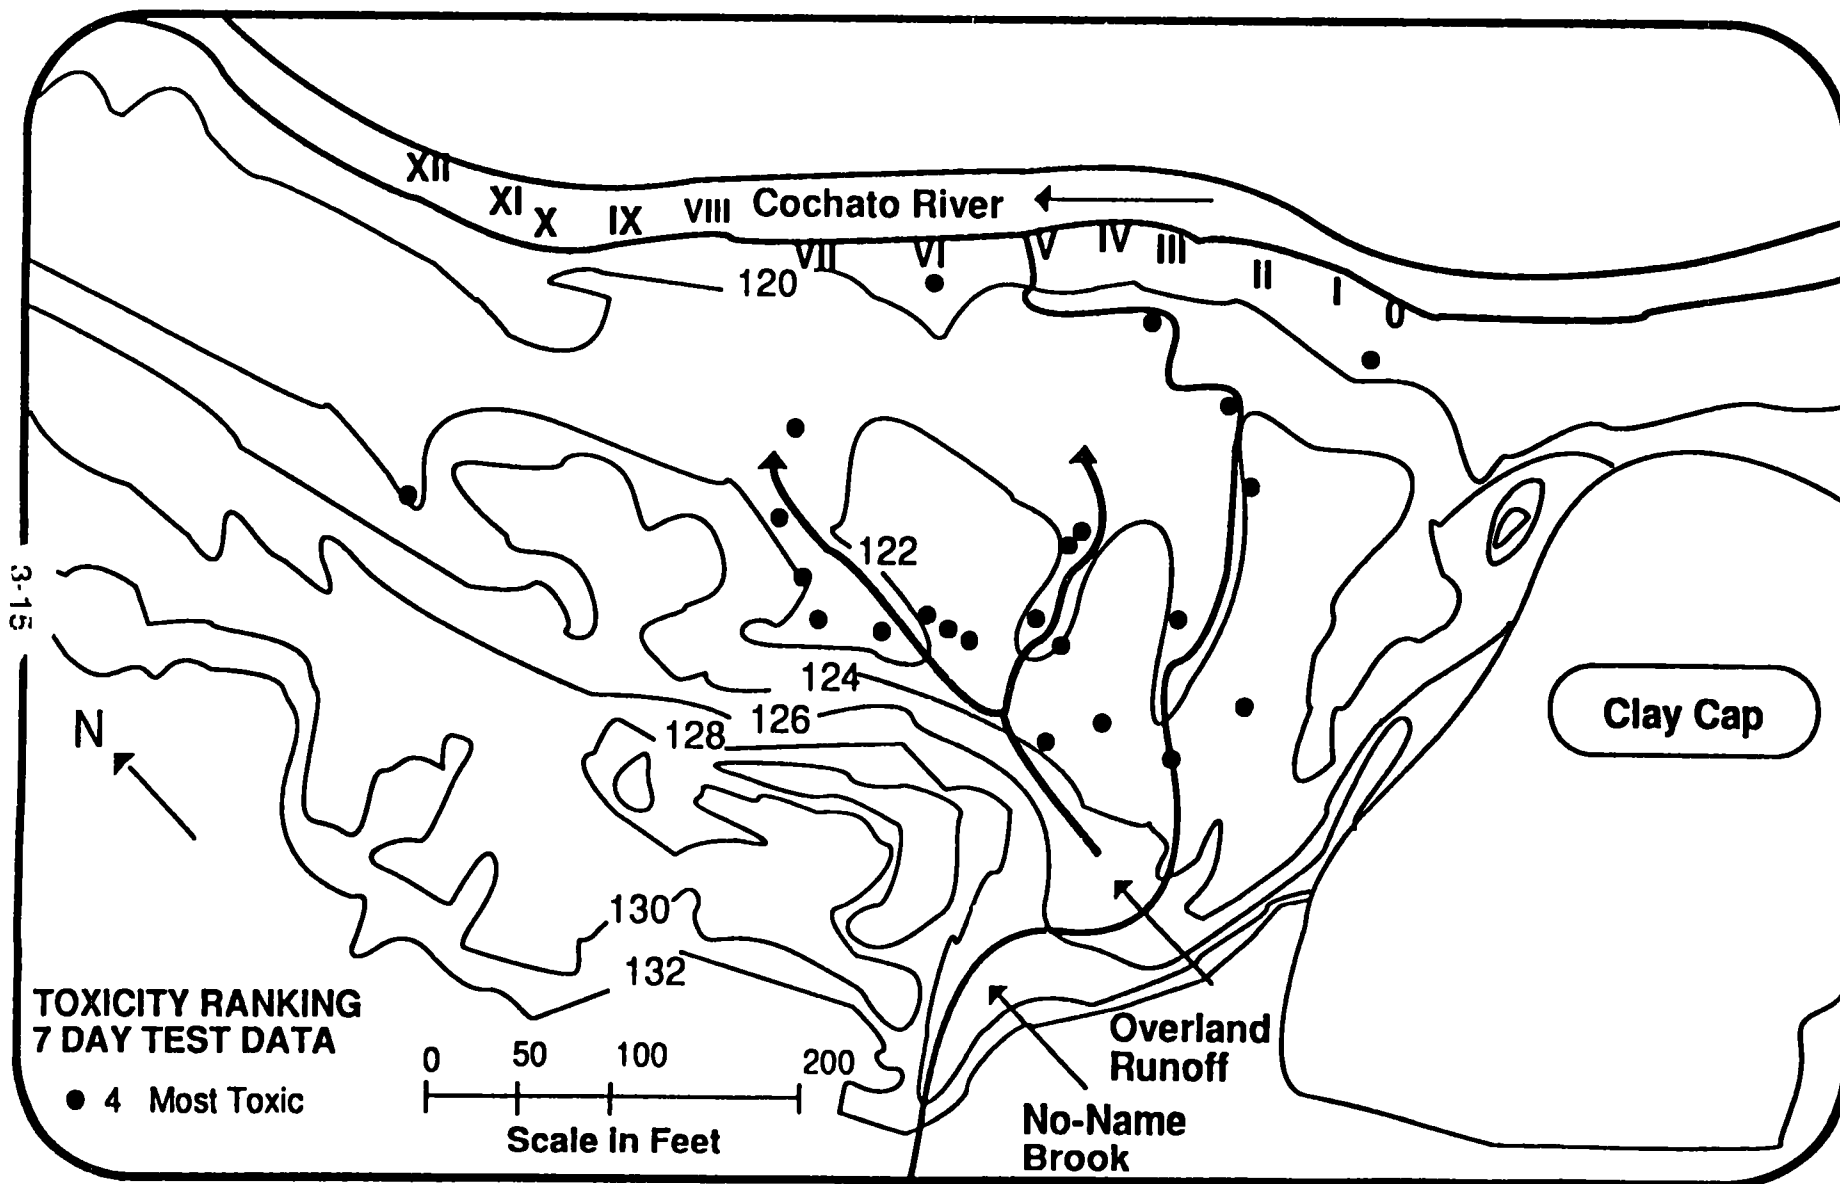 XII
XI
X
IX
VIII
Cochato River
VII
VI
V
IV
III
II
I
0
120
122
3-15
124
126
128
N
Clay Cap
130
132
TOXICITY RANKING
7 DAY TEST DATA
● 4 Most Toxic
0 50 100 200
Scale in Feet
Overland
Runoff
No-Name
Brook